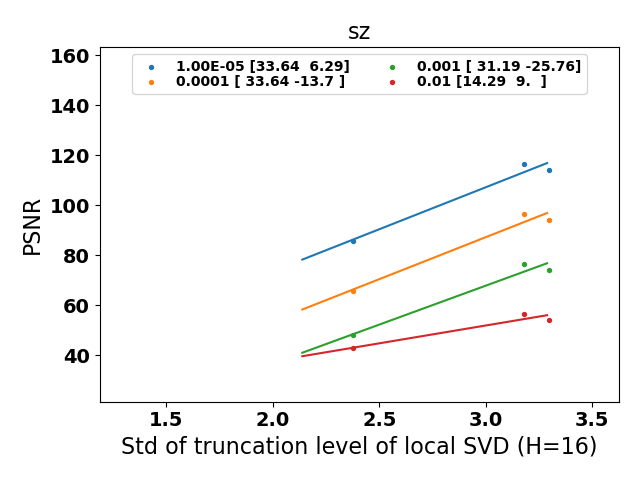 sz
160
140
120
100
80
60
40
PSNR
1.00E-05 [33.64  6.29]
0.0001 [ 33.64 -13.7 ]
0.001 [ 31.19 -25.76]
0.01 [14.29  9.  ]
1.5 2.0 2.5 3.0 3.5
Std of truncation level of local SVD (H=16)